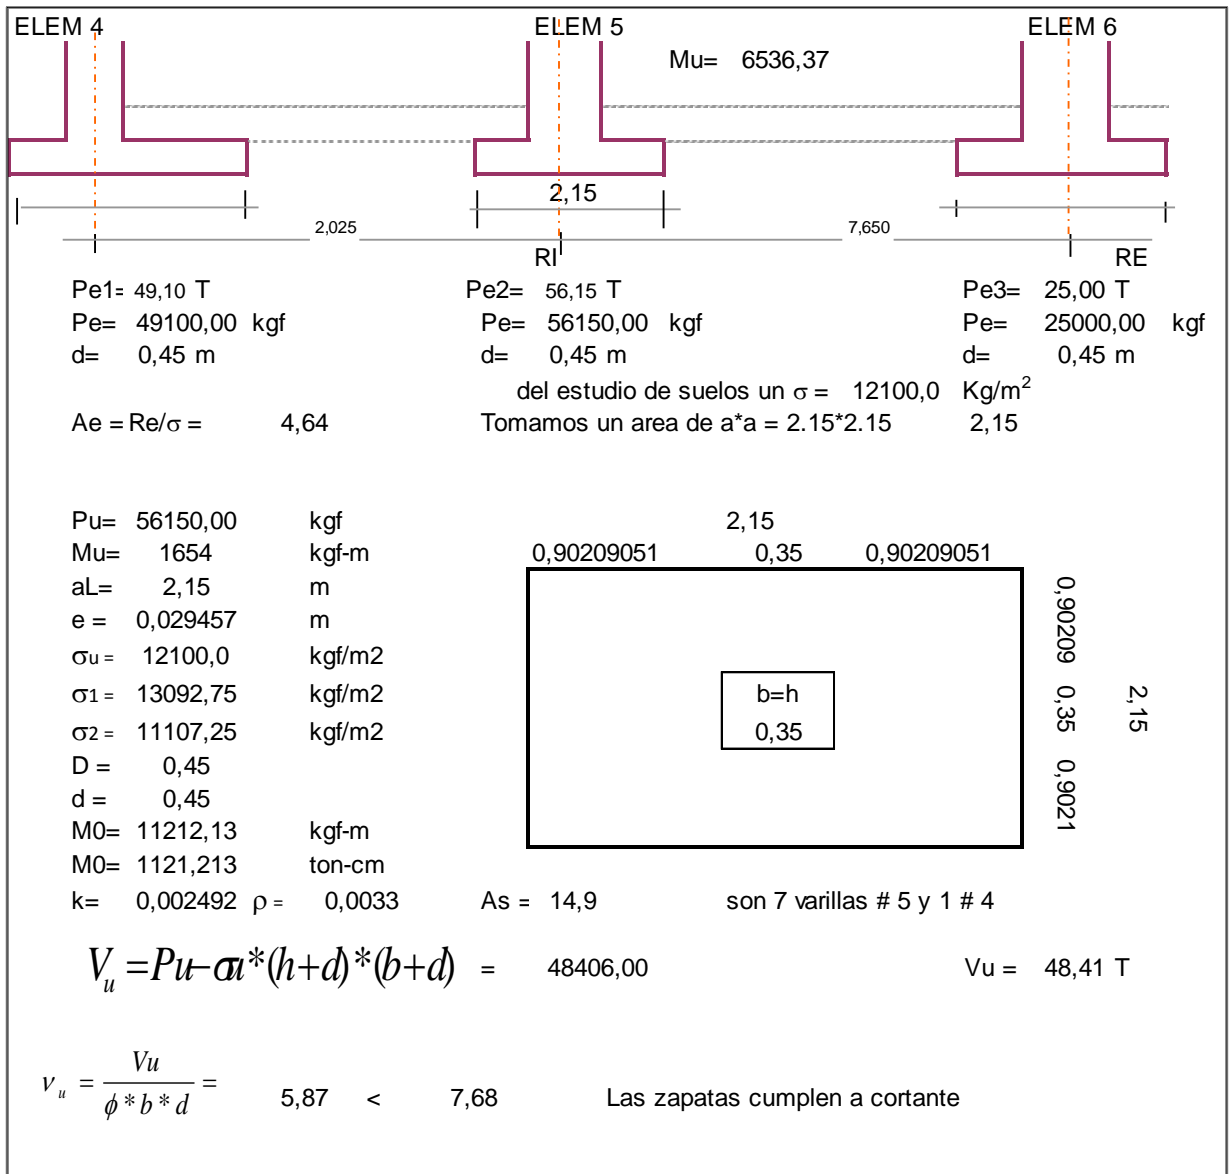 ELEM 4 ELEM 5 ELEM 6
Mu= 6536,37
2,15
2,025 7,650
RI RE
Pe1= 49,10 T Pe2= 56,15 T Pe3= 25,00 T
Pe= 49100,00 kgf Pe= 56150,00 kgf Pe= 25000,00 kgf
d= 0,45 m d= 0,45 m d= 0,45 m
del estudio de suelos un σ = 12100,0 Kg/m²
Ae = Re/σ = 4,64 Tomamos un area de a*a = 2.15*2.15 2,15
Pu= 56150,00 kgf 2,15
Mu= 1654 kgf-m 0,90209051 0,35 0,90209051
aL= 2,15 m
e = 0,029457 m 0,90209
σu = 12100,0 kgf/m2
σ1 = 13092,75 kgf/m2 b=h 0,35 2,15
σ2 = 11107,25 kgf/m2 0,35
D = 0,45
d = 0,45 0,9021
M0= 11212,13 kgf-m
M0= 1121,213 ton-cm
k= 0,002492 ρ = 0,0033 As = 14,9 son 7 varillas # 5 y 1 # 4
Vu = Pu-σu*(h+d)*(b+d) = 48406,00 Vu = 48,41 T
νu = Vu / ϕ*b*d = 5,87 < 7,68 Las zapatas cumplen a cortante